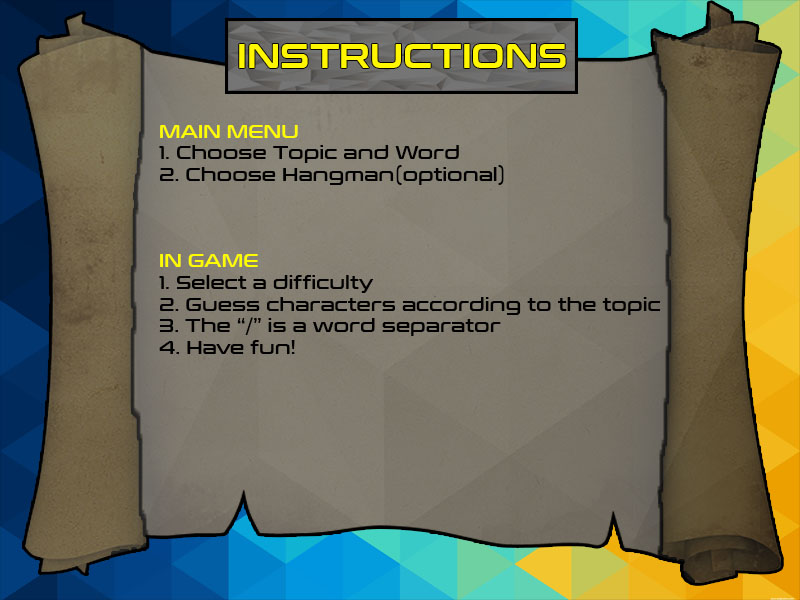 INSTRUCTIONS
MAIN MENU
1. Choose Topic and Word
2. Choose Hangman(optional)
IN GAME
1. Select a difficulty
2. Guess characters according to the topic
3. The “/” is a word separator
4. Have fun!